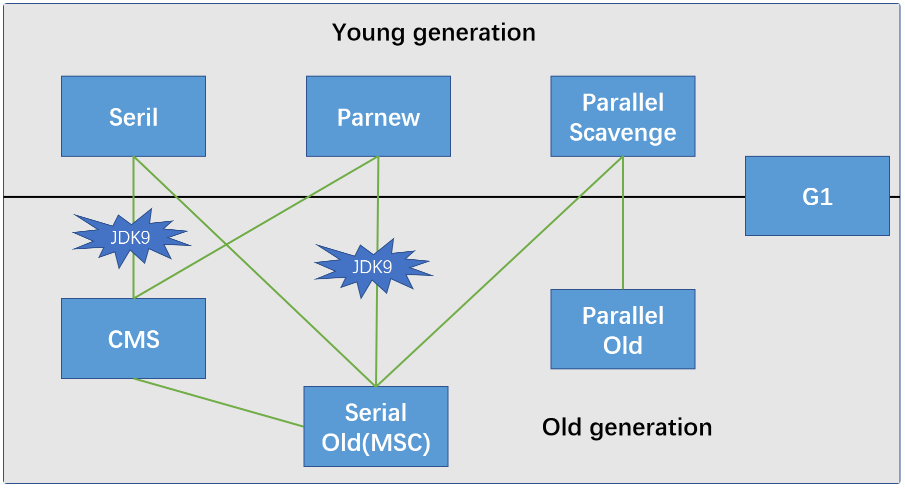 Young generation
Seril
Parnew
Parallel
Scavenge
G1
JDK9
JDK9
CMS
Parallel
Old
Serial
Old(MSC)
Old generation